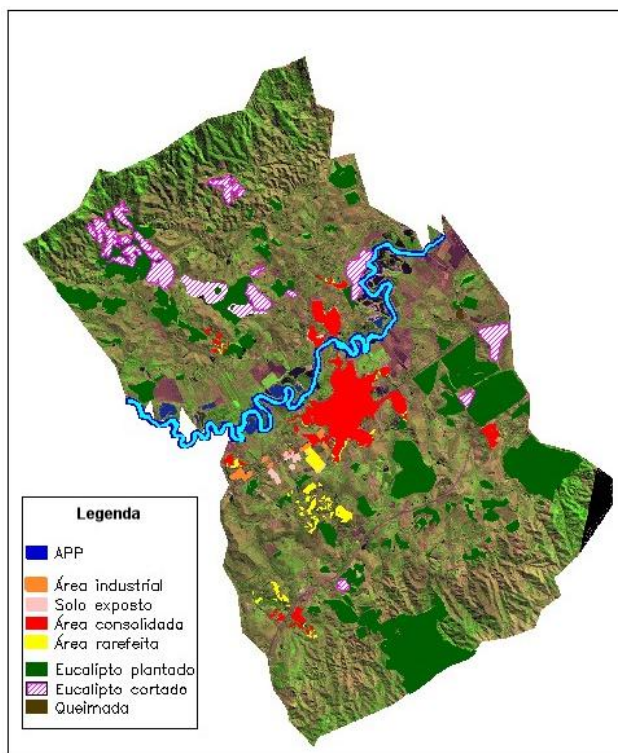 Legenda
APP
Área industrial
Solo exposto
Área consolidada
Área rarefeita
Eucalipto plantado
Eucalipto cortado
Queimada